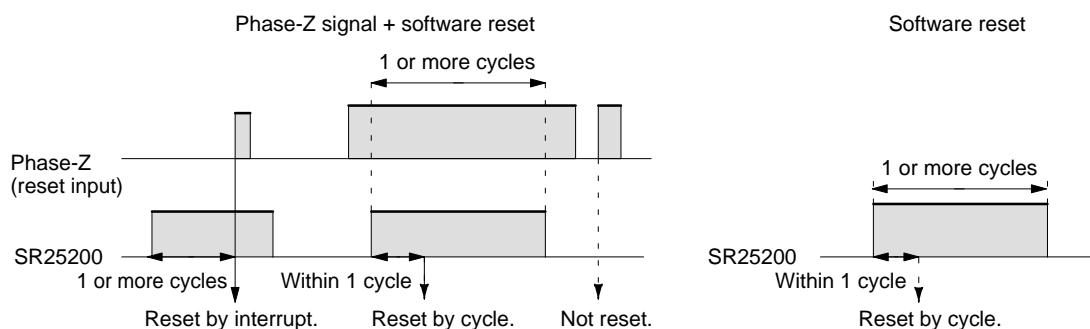 Phase-Z signal + software reset
Software reset
1 or more cycles
Phase-Z
(reset input)
1 or more cycles
SR25200
SR25200
1 or more cycles
Within 1 cycle
Within 1 cycle
Reset by interrupt.
Reset by cycle.
Not reset.
Reset by cycle.